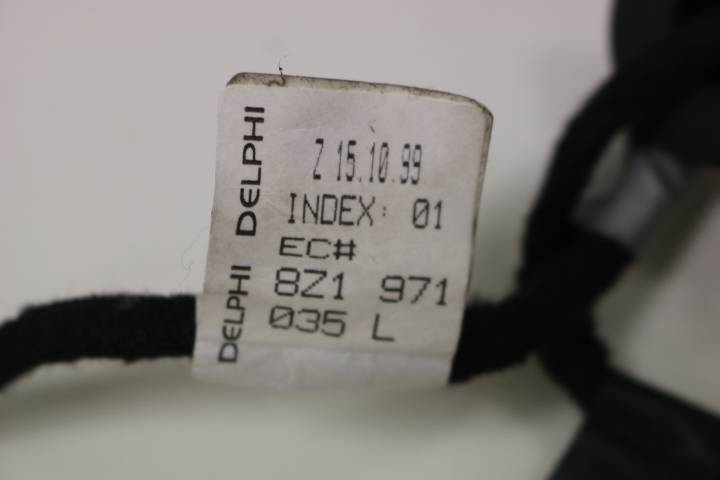 DELPHI
DELPHI
Z 15.10.99
INDEX: 01
EC#
8Z1 971
035 L